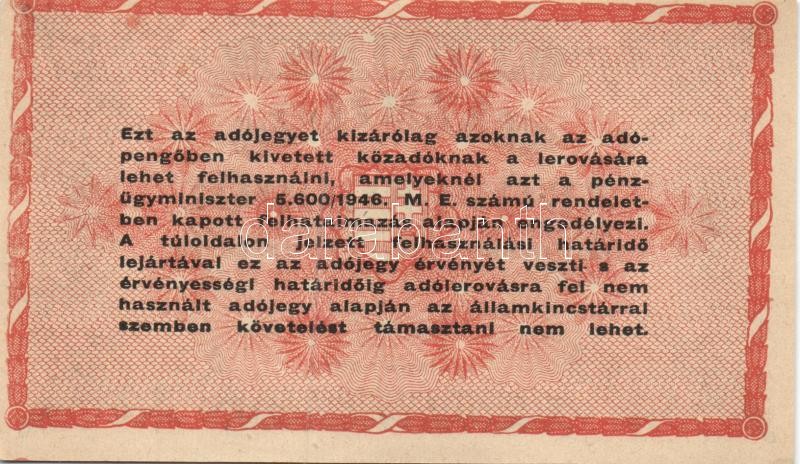 Ezt az adójegyet kizárólag azoknak az adó-
pengőben kivetett közadóknak a lerovására
lehet felhasználni, amelyeknél azt a pénz-
ügyminiszter 5.600/1946. M. E. számú rendelet-
ben kapott felhatalmazás alapján engedélyezi.
A túloldalon jelzett felhasználási határidő
lejártával ez az adójegy érvényét veszti s az
érvényességi határidőig adólerovásra fel nem
használt adójegy alapján az államkincstárral
szemben követelést támasztani nem lehet.
darabanth